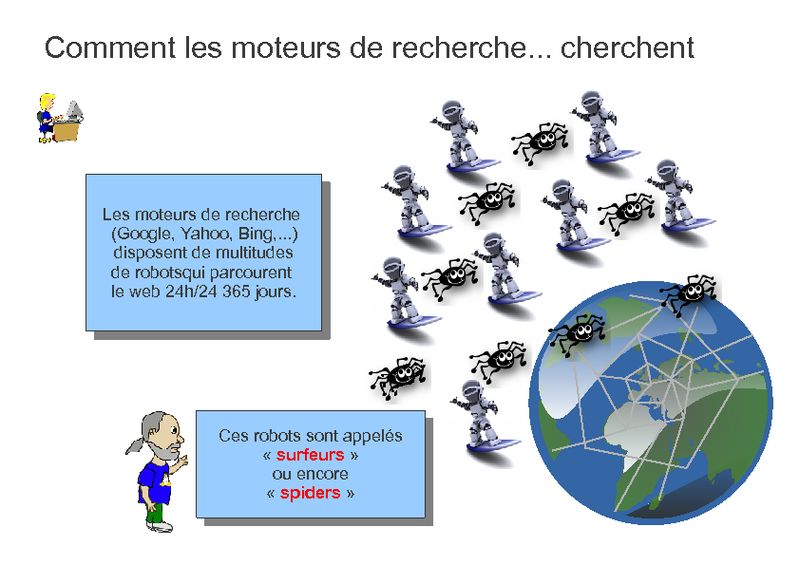 Comment les moteurs de recherche... cherchent
Les moteurs de recherche
(Google, Yahoo, Bing,...)
disposent de multitudes
de robotsqui parcourent
le web 24h/24 365 jours.
Ces robots sont appelés
« surfeurs »
ou encore
« spiders »